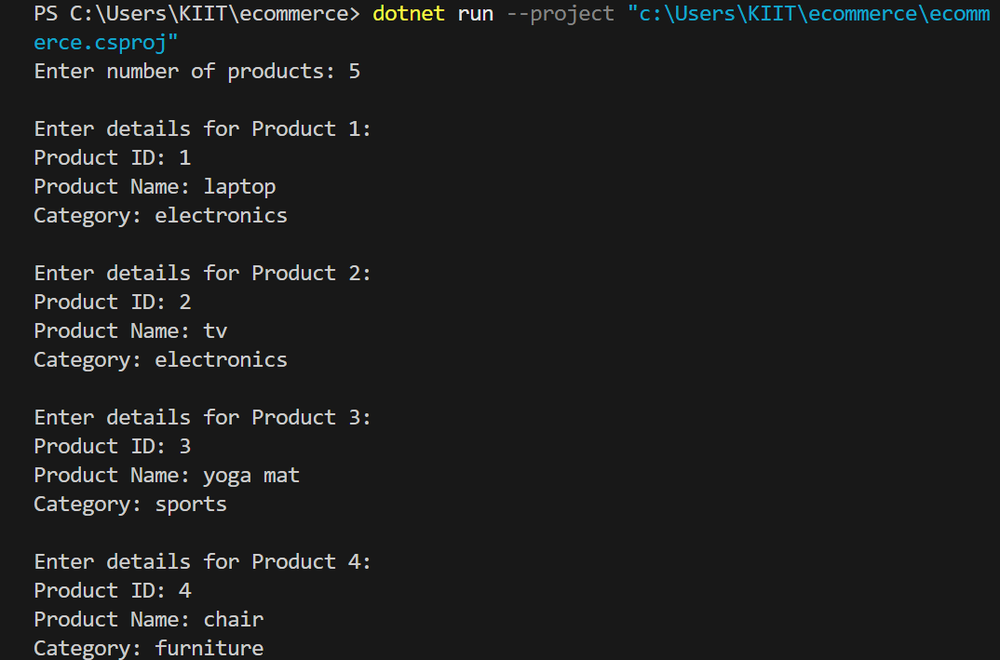 PS C:\Users\KIIT\ecommerce> dotnet run --project "c:\Users\KIIT\ecommerce\ecomm
erce.csproj"
Enter number of products: 5
Enter details for Product 1:
Product ID: 1
Product Name: laptop
Category: electronics
Enter details for Product 2:
Product ID: 2
Product Name: tv
Category: electronics
Enter details for Product 3:
Product ID: 3
Product Name: yoga mat
Category: sports
Enter details for Product 4:
Product ID: 4
Product Name: chair
Category: furniture